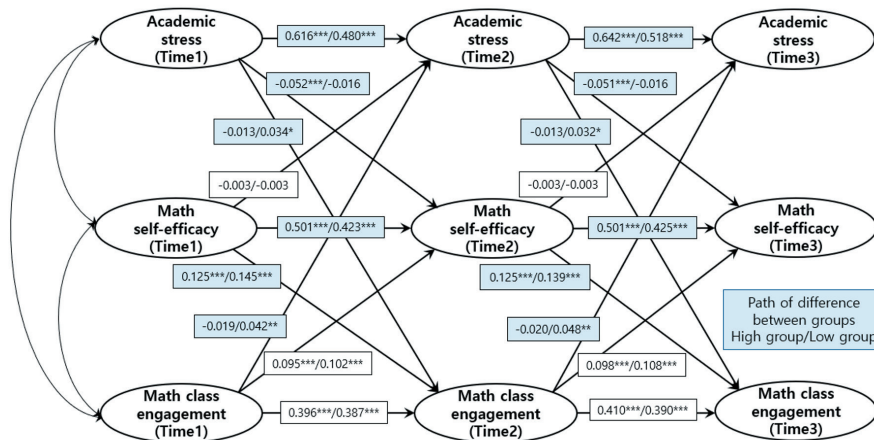 Academic
stress
(Time1)
0.616***/0.480***
Academic
stress
(Time2)
0.642***/0.518***
Academic
stress
(Time3)
-0.052***/-0.016
-0.051***/-0.016
-0.013/0.034*
-0.013/0.032*
-0.003/-0.003
-0.003/-0.003
Math
self-efficacy
(Time1)
0.501***/0.423***
Math
self-efficacy
(Time2)
0.501***/0.425***
Math
self-efficacy
(Time3)
0.125***/0.145***
0.125***/0.139***
-0.019/0.042**
-0.020/0.048**
Path of difference
between groups
High group/Low group
0.095***/0.102***
0.098***/0.108***
Math class
engagement
(Time1)
0.396***/0.387***
Math class
engagement
(Time2)
0.410***/0.390***
Math class
engagement
(Time3)